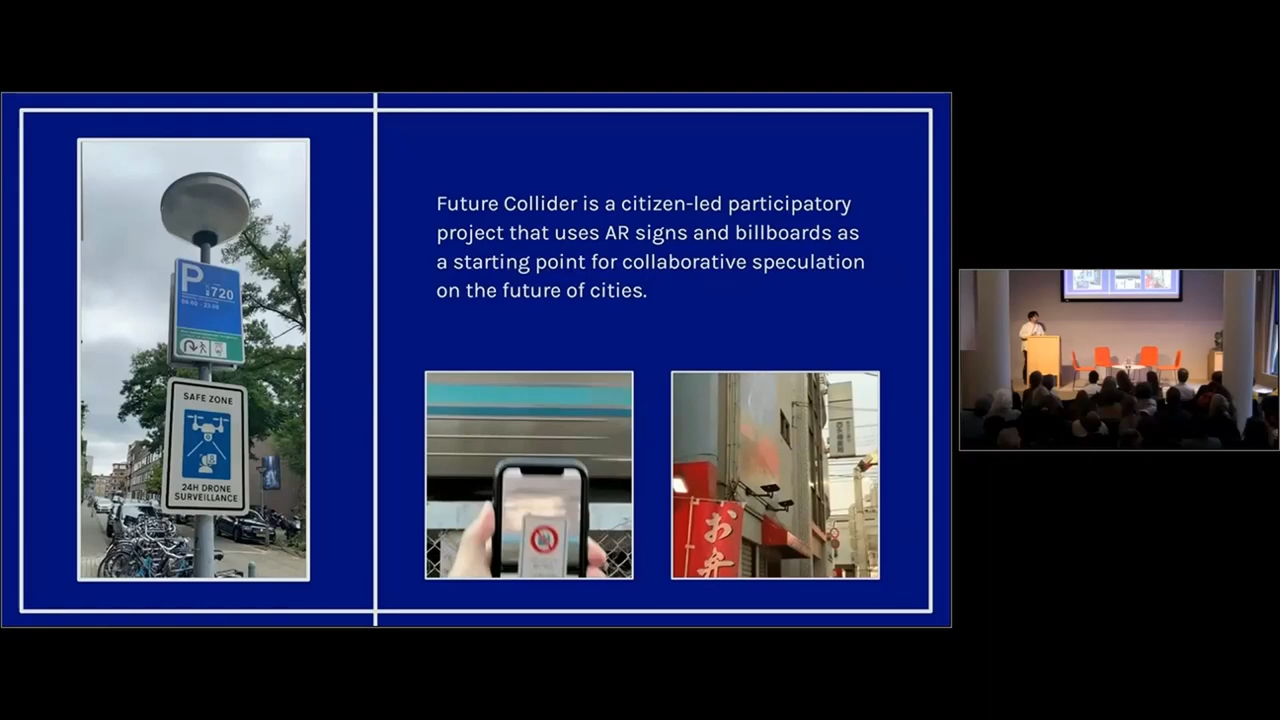 P
720
SAFE ZONE
24H DRONE
SURVEILLANCE
Future Collider is a citizen-led participatory
project that uses AR signs and billboards as
a starting point for collaborative speculation
on the future of cities.
お
弁